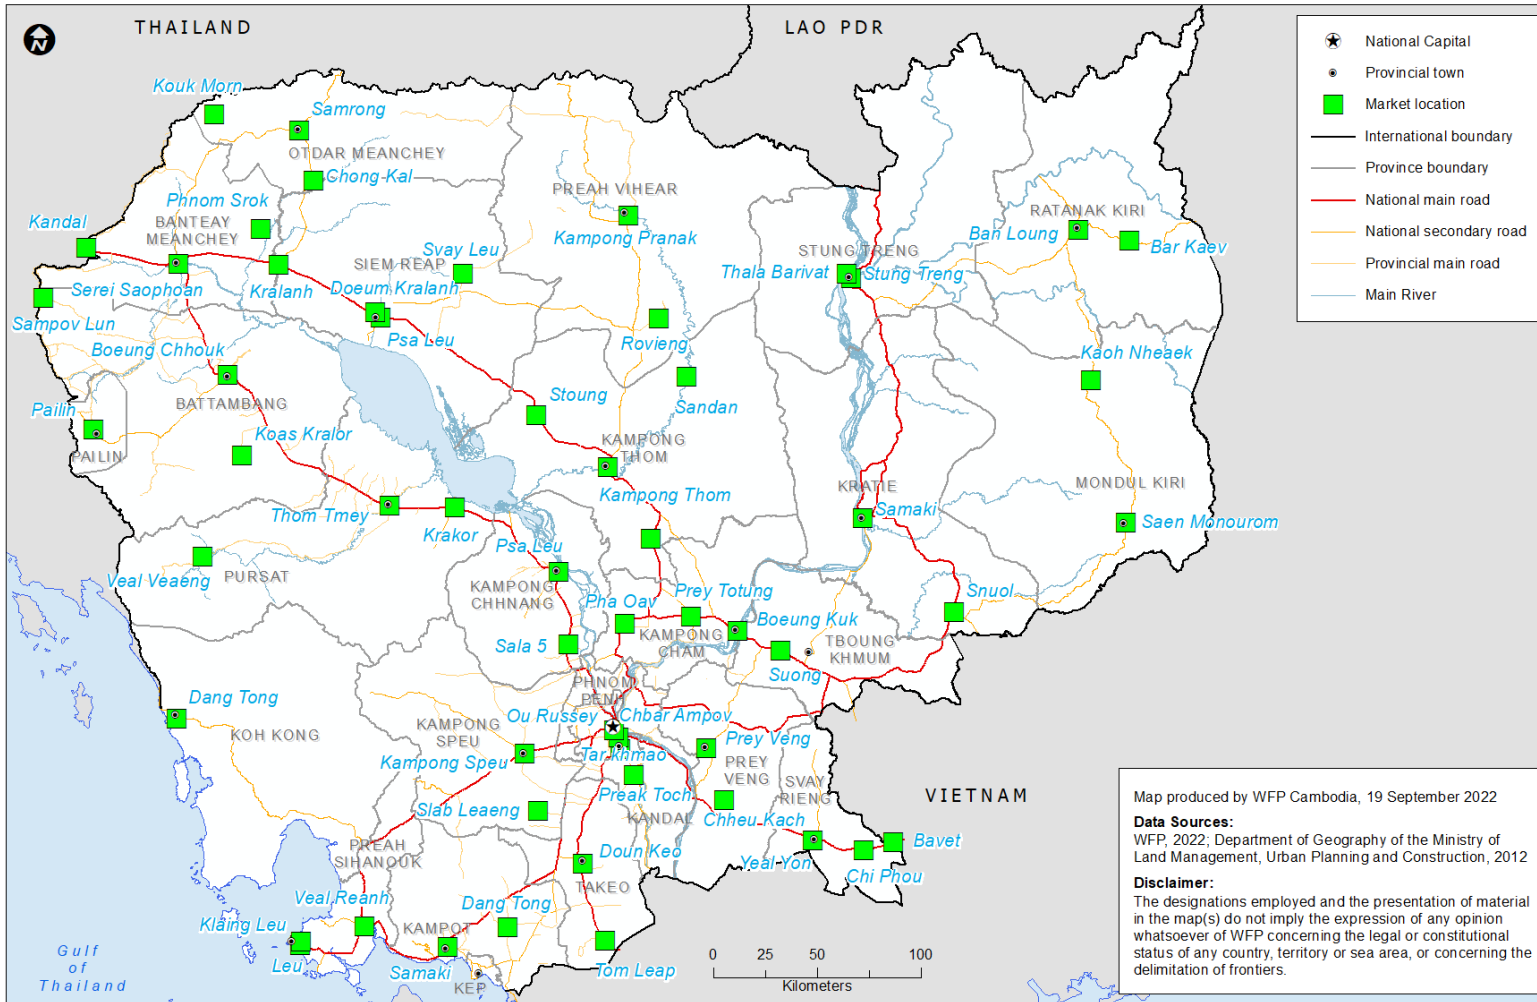 THAILAND
LAO PDR
N
National Capital
Provincial town
Market location
International boundary
Province boundary
National main road
National secondary road
Provincial main road
Main River
Kouk Morn
Samrong
OTDAR MEANCHEY
Chong Kal
Phnom Srok
PREAH VIHEAR
Kandal
BANTEAY
MEANCHEY
Kampong Pranak
RATANAK KIRI
Ban Loung
Bar Kaev
Svay Leu
STUNG TRENG
SIEM REAP
Thala Barivat
Stung Treng
Serei Saophoan
Kralanh
Doeum Kralanh
Sampov Lun
Psa Leu
Rovieng
Boeung Chhouk
Kaoh Nheaek
BATTAMBANG
Stoung
Sandan
Pailin
PAILIN
Koas Kralor
KAMPONG
THOM
KRATIE
MONDUL KIRI
Kampong Thom
Thom Tmey
Krakor
Samaki
Saen Monourom
Psa Leu
Veal Veaeng
PURSAT
KAMPONG
CHHNANG
Prey Totung
Snuol
Pha Oav
Boeung Kuk
Sala 5
KAMPONG
CHAM
TBOUNG
KHMUM
Suong
PHNOM
PENH
Dang Tong
KOH KONG
KAMPONG
SPEU
Ou Russey
Chbar Ampov
Kampong Speu
Tar khmao
Prey Veng
PREY
VENG
SVAY
RIENG
Preak Toch
Slab Leaeng
KANDAL
Chheu Kach
VIETNAM
PREAH
SIHANOUK
Doun Keo
Yeal Yon
Bavet
Chi Phou
TAKEO
Veal Reanh
Dang Tong
Klaing Leu
KAMPOT
Leu
Samaki
Tom Leap
KEP
Gulf
of
Thailand
0 25 50 100
Kilometers
Map produced by WFP Cambodia, 19 September 2022
Data Sources:
WFP, 2022; Department of Geography of the Ministry of
Land Management, Urban Planning and Construction, 2012
Disclaimer:
The designations employed and the presentation of material
in the map(s) do not imply the expression of any opinion
whatsoever of WFP concerning the legal or constitutional
status of any country, territory or sea area, or concerning the
delimitation of frontiers.